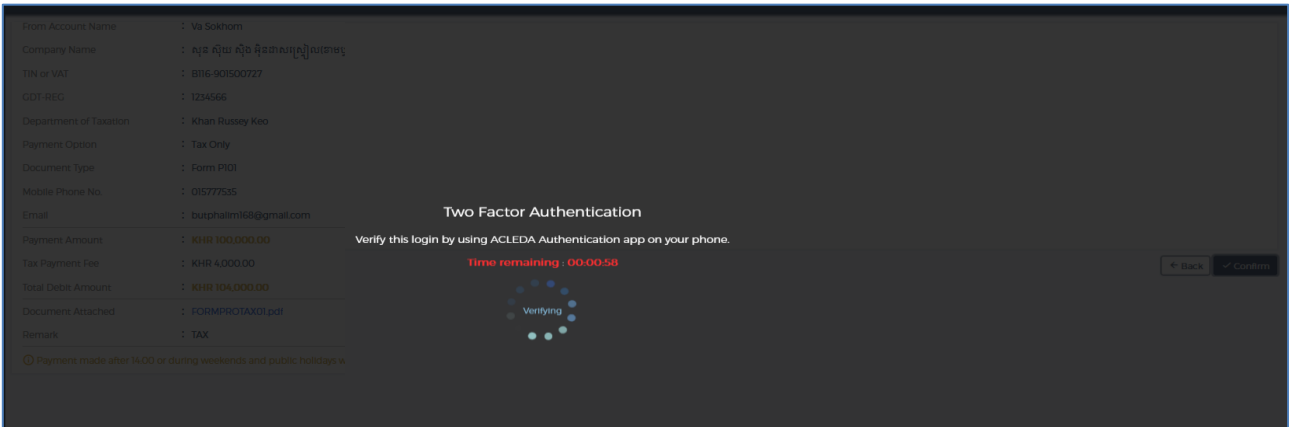 From Account Name : Va Sokhom
Company Name :
TIN or VAT : B116-901500727
GDT-REG : 1234566
Department of Taxation : Khan Russey Keo
Payment Option : Tax Only
Document Type : Form P101
Mobile Phone No. : 015777535
Email : busphallm168@gmail.com
Payment Amount : KHR 100,000.00
Tax Payment Fee : KHR 4,000.00
Total Debit Amount : KHR 104,000.00
Document Attached : FORMPROTAX01.pdf
Remark : TAX
Payment made after 14:00 or during weekends and public holidays
Two Factor Authentication
Verify this login by using ACLEDA Authentication app on your phone.
Time remaining : 00:00:58
Verifying
Back Confirm